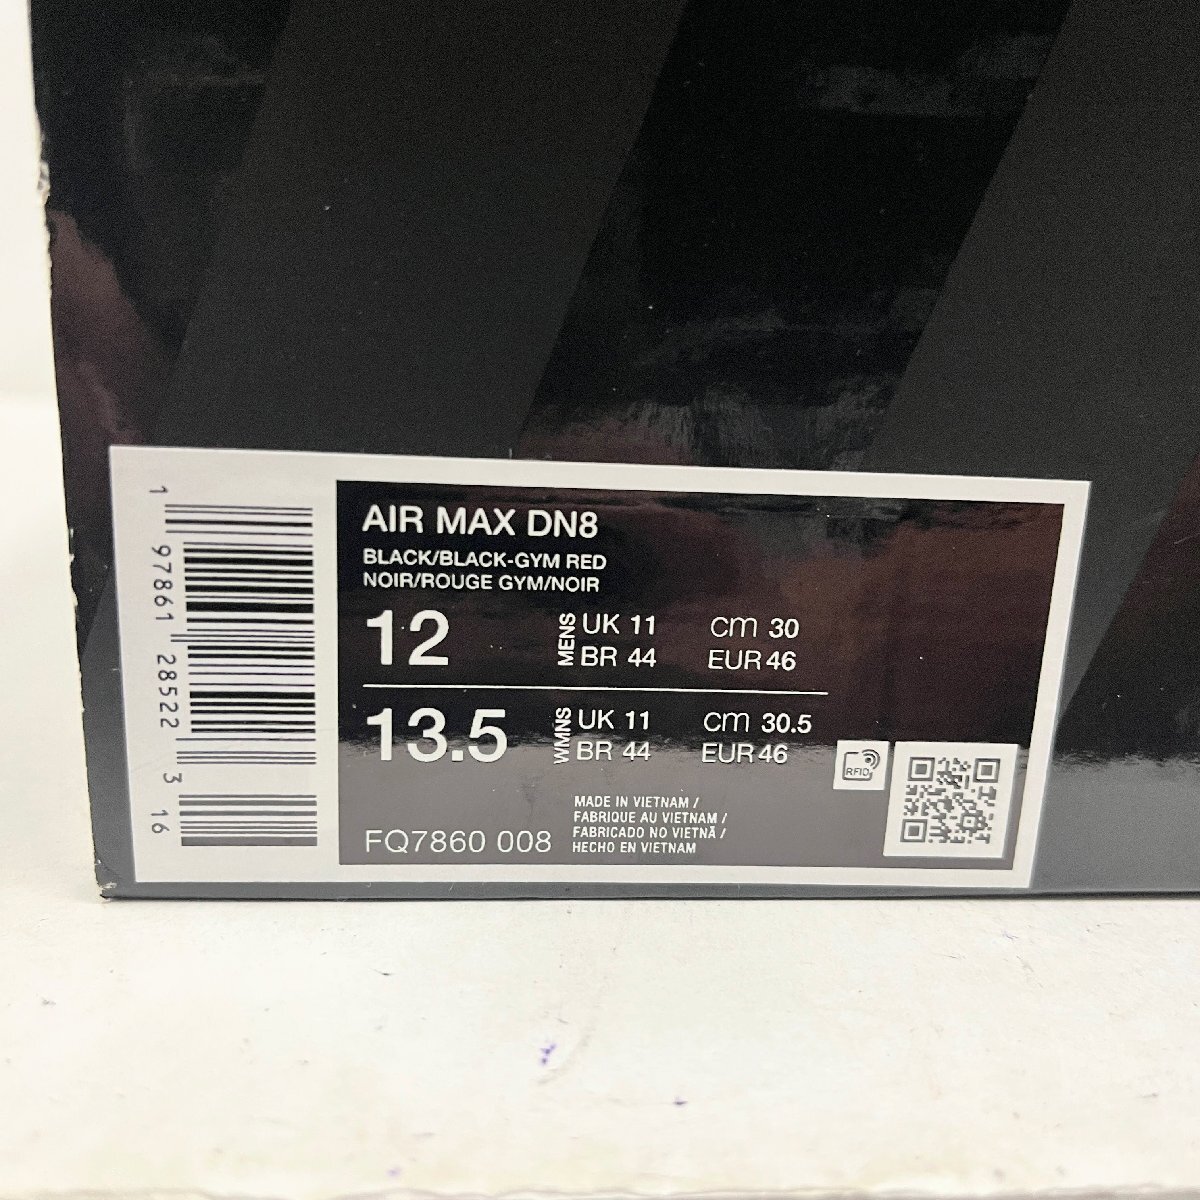 AIR MAX DN8
BLACK/BLACK-GYM RED
NOIR/ROUGE GYM/NOIR
12 MENS UK 11 cm 30
BR 44 EUR 46
13.5 WMNS UK 11 cm 30.5
BR 44 EUR 46
FQ7860 008
MADE IN VIETNAM /
FABRIQUE AU VIETNAM /
FABRICADO NO VIETNÃ /
HECHO EN VIETNAM
RFID
1 97861 28522 3 16